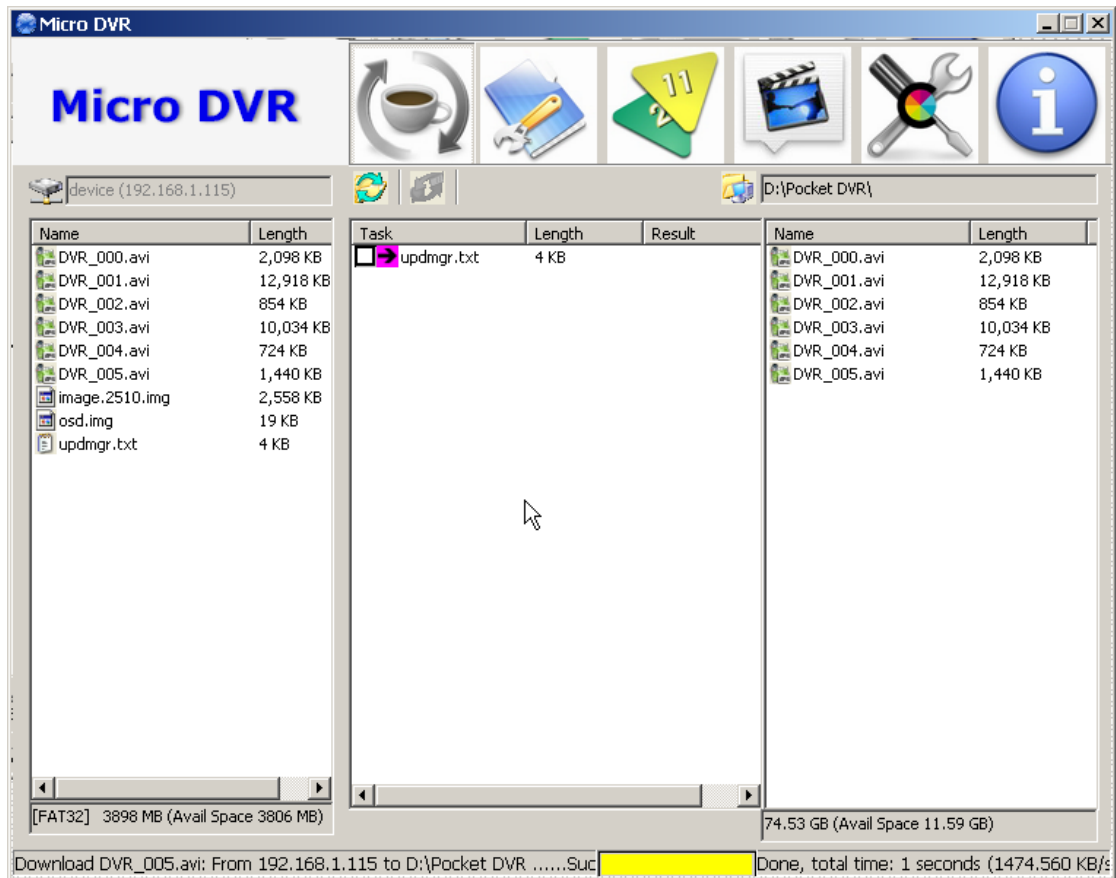 Micro DVR
Micro DVR
11
2
device (192.168.1.115)
D:\Pocket DVR\
Name Length
DVR_000.avi 2,098 KB
DVR_001.avi 12,918 KB
DVR_002.avi 854 KB
DVR_003.avi 10,034 KB
DVR_004.avi 724 KB
DVR_005.avi 1,440 KB
image.2510.img 2,558 KB
osd.img 19 KB
updmgr.txt 4 KB
[FAT32] 3898 MB (Avail Space 3806 MB)
Task Length Result
updmgr.txt 4 KB
Name Length
DVR_000.avi 2,098 KB
DVR_001.avi 12,918 KB
DVR_002.avi 854 KB
DVR_003.avi 10,034 KB
DVR_004.avi 724 KB
DVR_005.avi 1,440 KB
74.53 GB (Avail Space 11.59 GB)
Download DVR_005.avi: From 192.168.1.115 to D:\Pocket DVR ......Suc Done, total time: 1 seconds (1474.560 KB/s